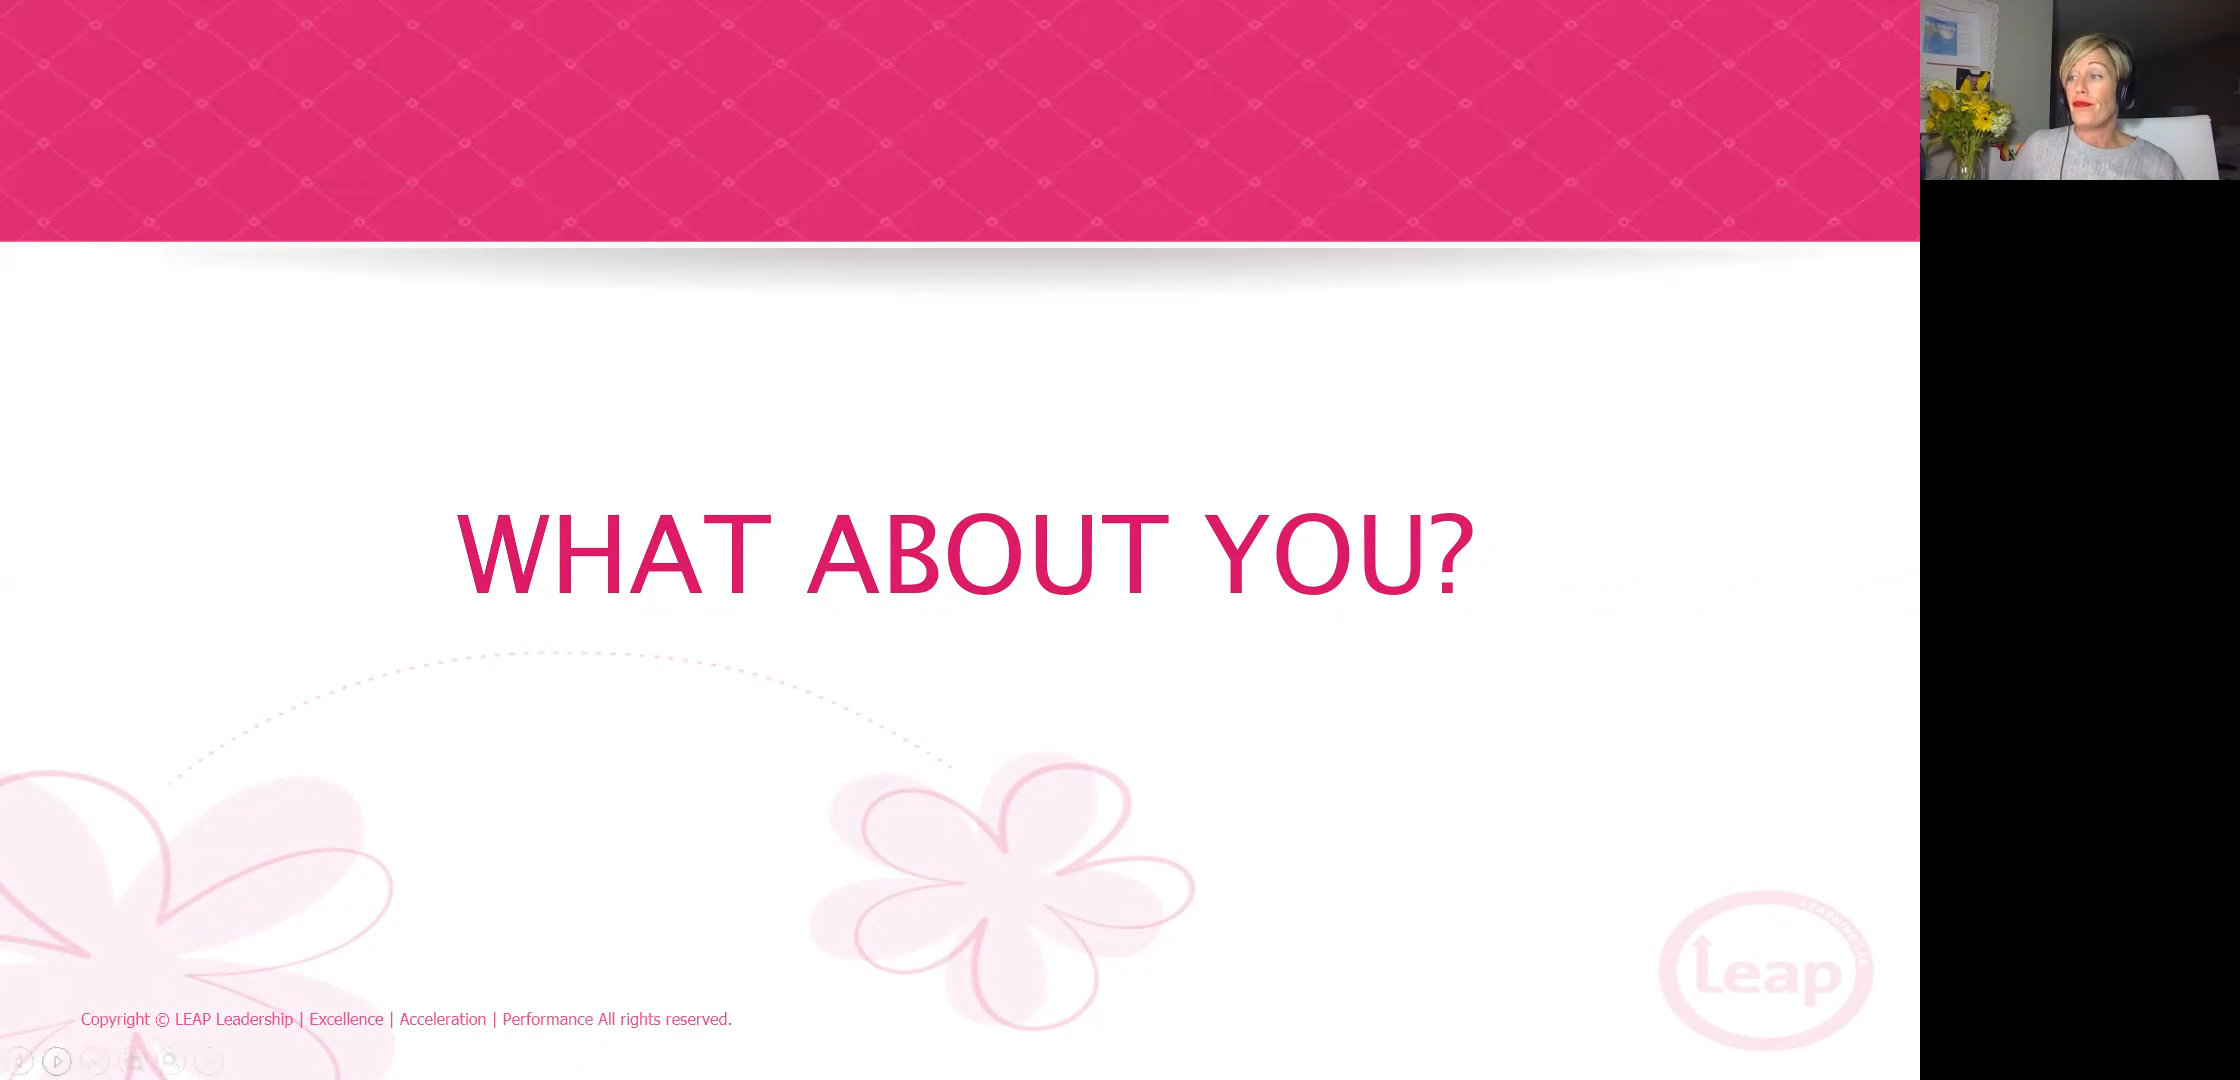 WHAT ABOUT YOU?
Leap
Copyright © LEAP Leadership | Excellence | Acceleration | Performance All rights reserved.